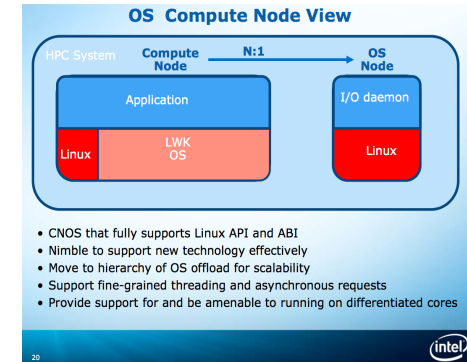 OS Compute Node View
HPC System
Compute
Node
N:1
OS
Node
Application
I/O daemon
Linux
LWK
OS
Linux
• CNOS that fully supports Linux API and ABI
• Nimble to support new technology effectively
• Move to hierarchy of OS offload for scalability
• Support fine-grained threading and asynchronous requests
• Provide support for and be amenable to running on differentiated cores
20
intel